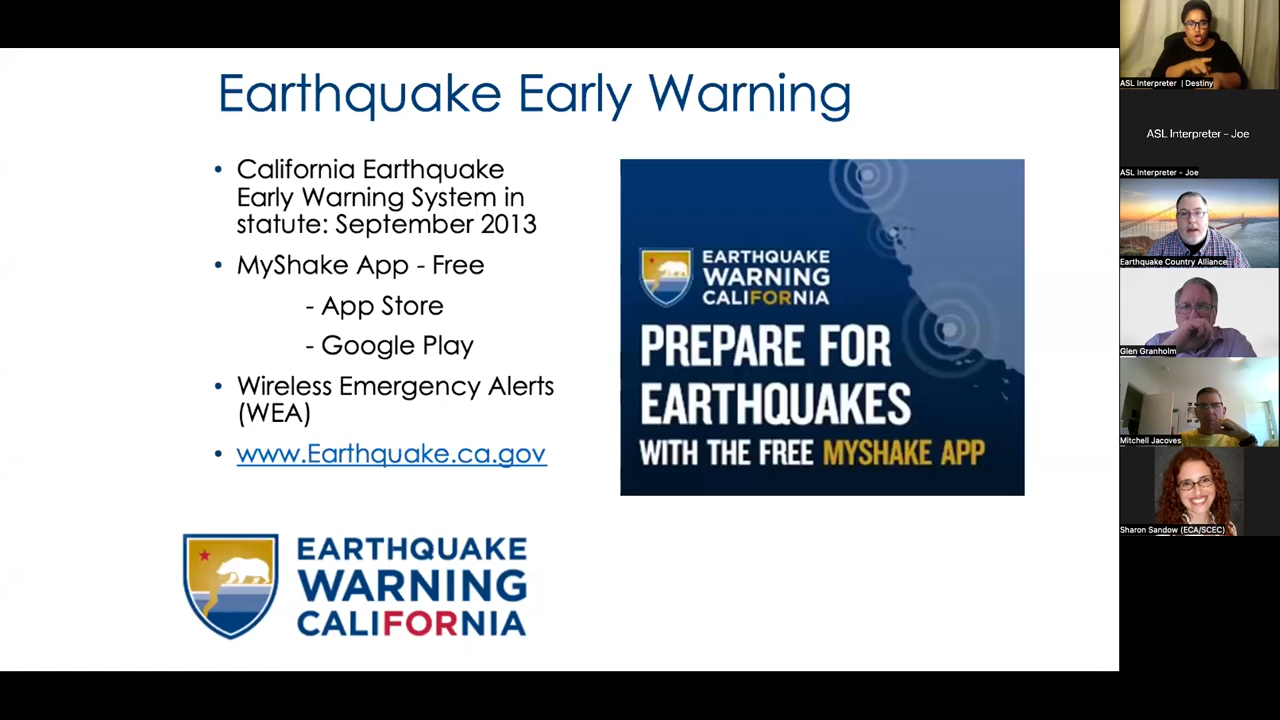 Earthquake Early Warning
• California Earthquake
Early Warning System in
statute: September 2013
• MyShake App - Free
- App Store
- Google Play
• Wireless Emergency Alerts
(WEA)
• www.Earthquake.ca.gov
EARTHQUAKE
WARNING
CALIFORNIA
PREPARE FOR
EARTHQUAKES
WITH THE FREE MYSHAKE APP
EARTHQUAKE
WARNING
CALIFORNIA
ASL Interpreter | Destiny
ASL Interpreter - Joe
ASL Interpreter - Joe
Earthquake Country Alliance
Glen Granholm
Mitchell Jacoves
Sharon Sandow (ECA/SCEC)